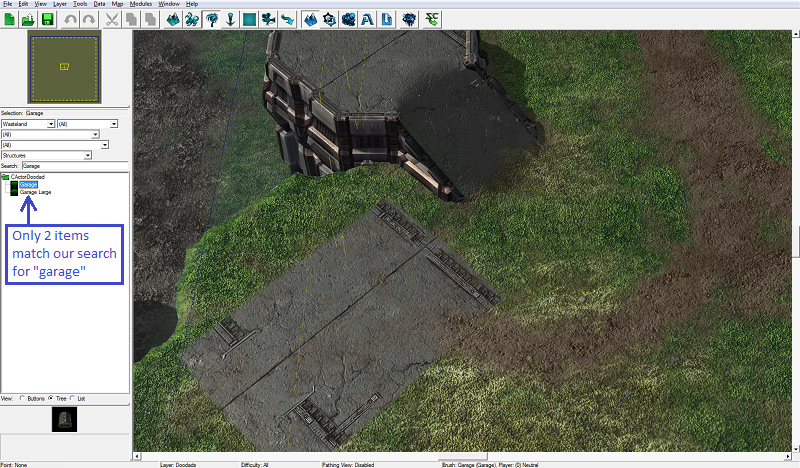 File Edit View Layer Tools Data Map Modules Window Help
Selection: Garage
Wasteland (All)
(All)
(All)
Structures
Search: Garage
CActorDoodad
Garage
Garage Large
Only 2 items
match our search
for "garage"
View: Buttons Tree List
Point: None Layer: Doodads Difficulty: All Pathing View: Disabled Brush: Garage (Garage), Player: (0) Neutral